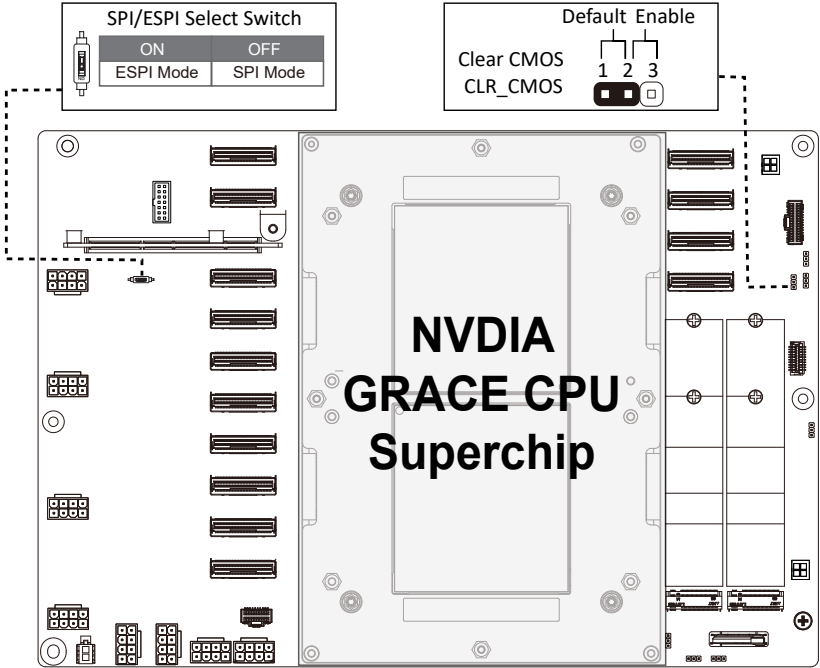 SPI/ESPI Select Switch
ON OFF
ESPI Mode SPI Mode
Default Enable
Clear CMOS
CLR_CMOS
1 2 3
NVDIA
GRACE CPU
Superchip